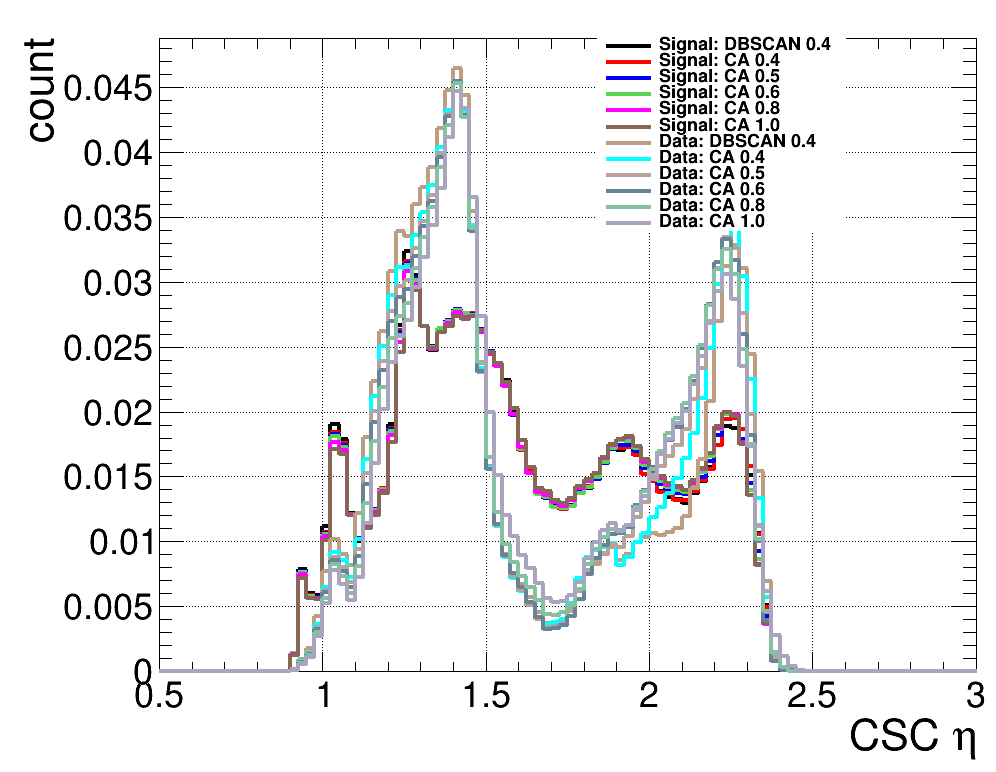 count
0.045
0.04
0.035
0.03
0.025
0.02
0.015
0.01
0.005
0
0.5
1
1.5
2
2.5
3
CSC η
Signal: DBSCAN 0.4
Signal: CA 0.4
Signal: CA 0.5
Signal: CA 0.6
Signal: CA 0.8
Signal: CA 1.0
Data: DBSCAN 0.4
Data: CA 0.4
Data: CA 0.5
Data: CA 0.6
Data: CA 0.8
Data: CA 1.0